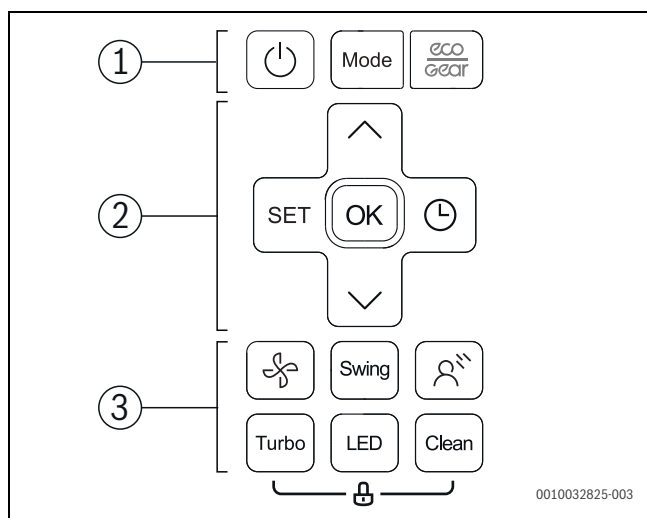 1
Mode
eco
Gear
2
SET
OK
3
Swing
Turbo
LED
Clean
0010032825-003